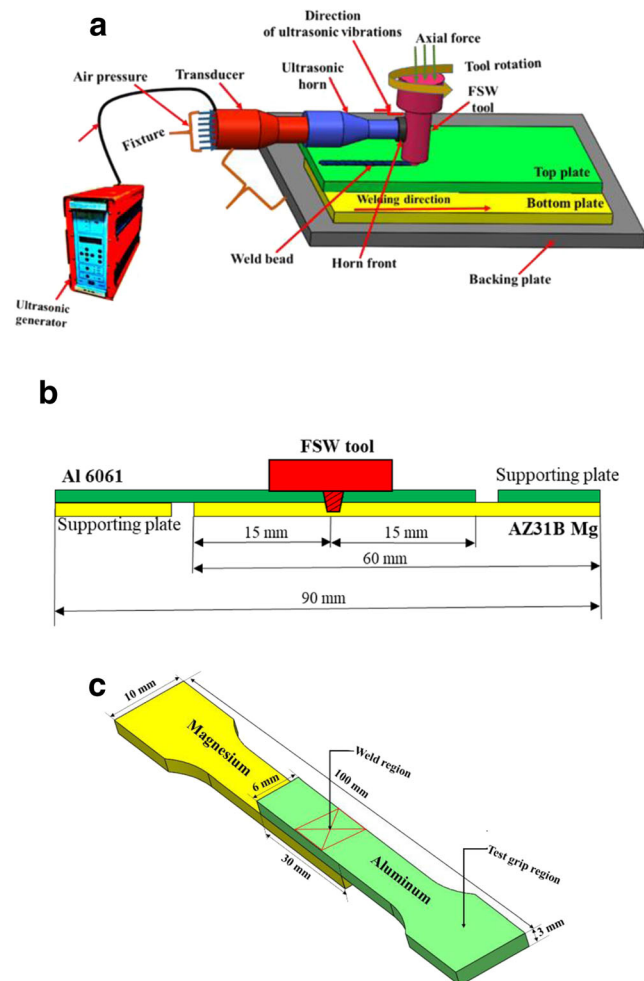 a
Direction
of ultrasonic vibrations
Axial force
Air pressure
Transducer
Ultrasonic
horn
Tool rotation
FSW
tool
Fixture
Top plate
Welding direction
Bottom plate
Weld bead
Horn front
Backing plate
Ultrasonic
generator
b
FSW tool
Al 6061
Supporting plate
Supporting plate
AZ31B Mg
15 mm
15 mm
60 mm
90 mm
c
10 mm
Magnesium
Weld region
100 mm
6 mm
30 mm
Aluminum
Test grip region
3 mm